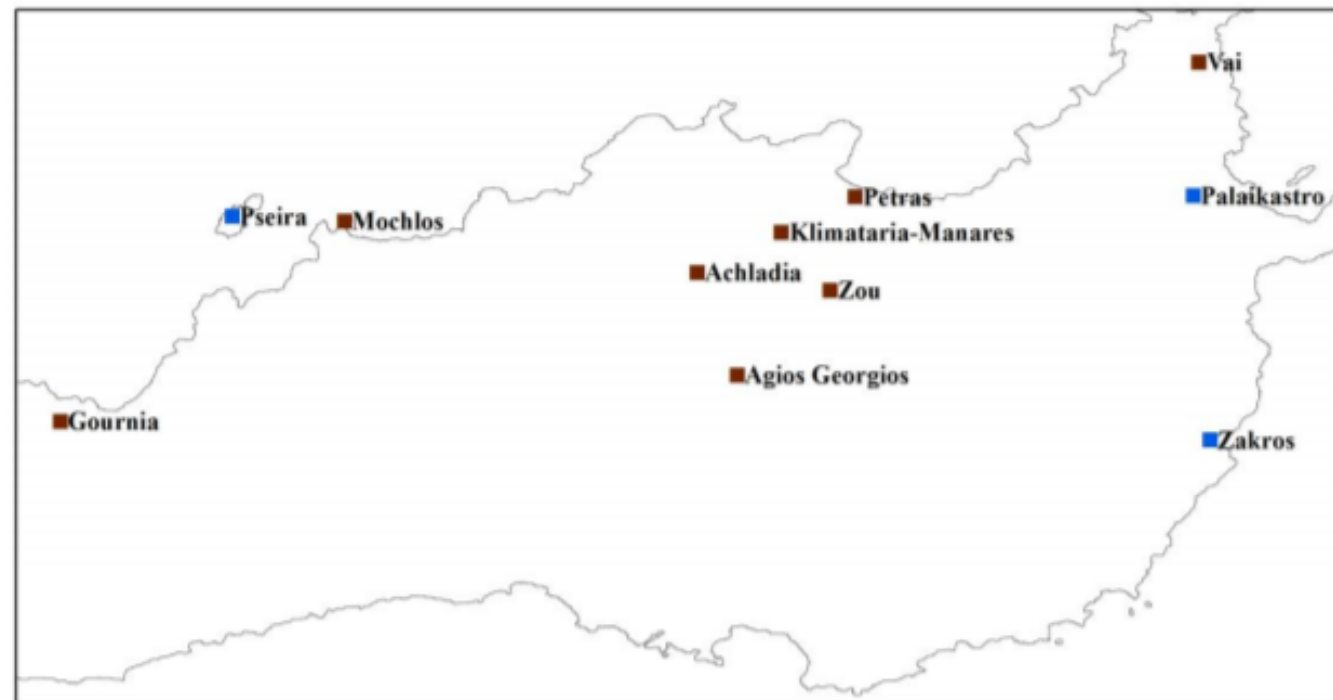 Vai
Petras
Palaikastro
Pseira
Mochlos
Klimataria-Manares
Achladia
Zou
Agios Georgios
Gournia
Zakros